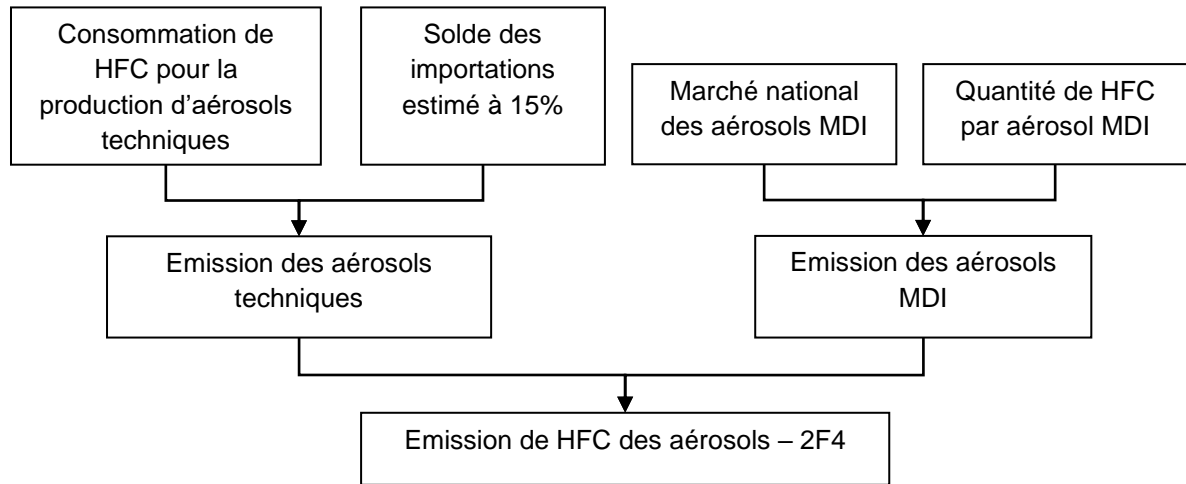 Consommation de
HFC pour la
production d’aérosols
techniques
Solde des
importations
estimé à 15%
Marché national
des aérosols MDI
Quantité de HFC
par aérosol MDI
Emission des aérosols
techniques
Emission des aérosols
MDI
Emission de HFC des aérosols – 2F4